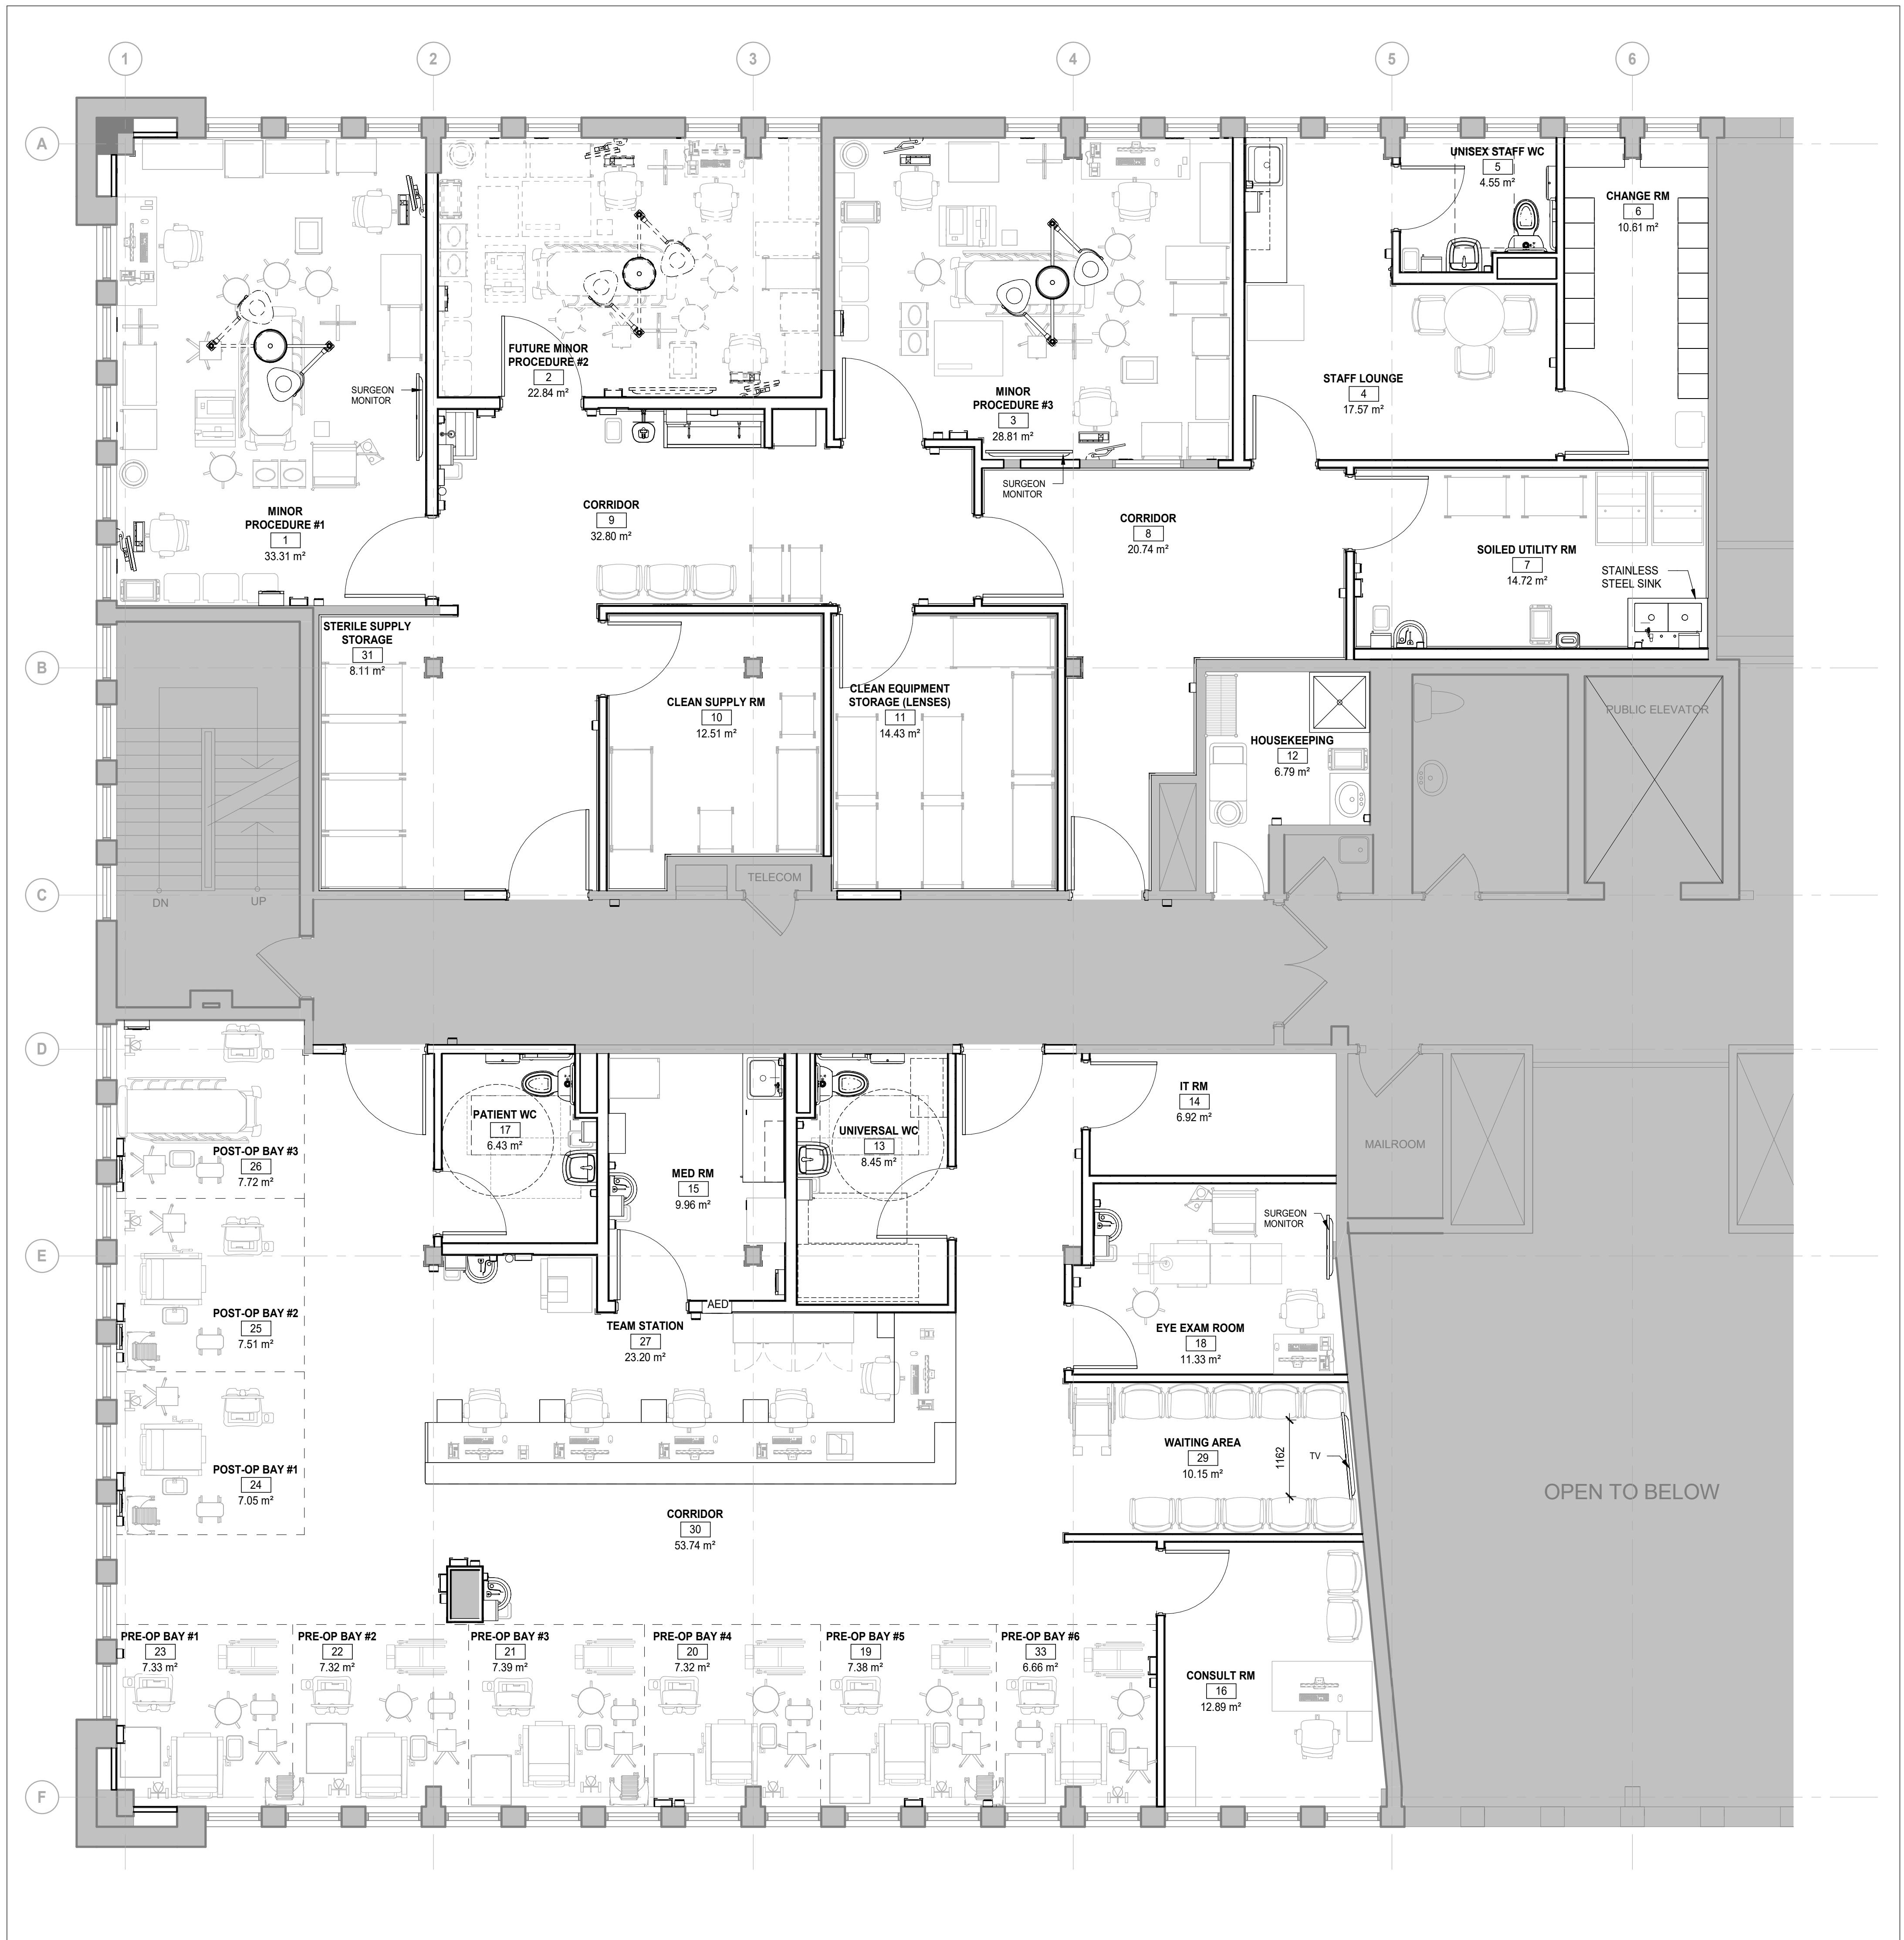 1
2
3
4
5
6
A
B
C
D
E
F
UNISEX STAFF WC
5
4.55 m²
CHANGE RM
6
10.61 m²
FUTURE MINOR
PROCEDURE #2
2
22.84 m²
SURGEON
MONITOR
MINOR
PROCEDURE #3
3
28.81 m²
STAFF LOUNGE
4
17.57 m²
SURGEON
MONITOR
MINOR
PROCEDURE #1
1
33.31 m²
CORRIDOR
9
32.80 m²
CORRIDOR
8
20.74 m²
SOILED UTILITY RM
7
14.72 m²
STAINLESS
STEEL SINK
STERILE SUPPLY
STORAGE
31
8.11 m²
CLEAN SUPPLY RM
10
12.51 m²
CLEAN EQUIPMENT
STORAGE (LENSES)
11
14.43 m²
HOUSEKEEPING
12
6.79 m²
PUBLIC ELEVATOR
TELECOM
DN
UP
PATIENT WC
17
6.43 m²
MED RM
15
9.96 m²
UNIVERSAL WC
13
8.45 m²
IT RM
14
6.92 m²
MAILROOM
POST-OP BAY #3
26
7.72 m²
SURGEON
MONITOR
POST-OP BAY #2
25
7.51 m²
AED
TEAM STATION
27
23.20 m²
EYE EXAM ROOM
18
11.33 m²
POST-OP BAY #1
24
7.05 m²
WAITING AREA
29
10.15 m²
1162
TV
OPEN TO BELOW
CORRIDOR
30
53.74 m²
PRE-OP BAY #1
23
7.33 m²
PRE-OP BAY #2
22
7.32 m²
PRE-OP BAY #3
21
7.39 m²
PRE-OP BAY #4
20
7.32 m²
PRE-OP BAY #5
19
7.38 m²
PRE-OP BAY #6
33
6.66 m²
CONSULT RM
16
12.89 m²